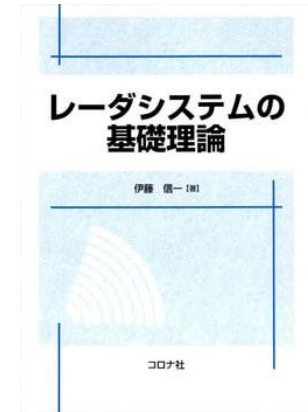 レーダシステムの
基礎理論
伊藤 信一 [著]
コロナ社